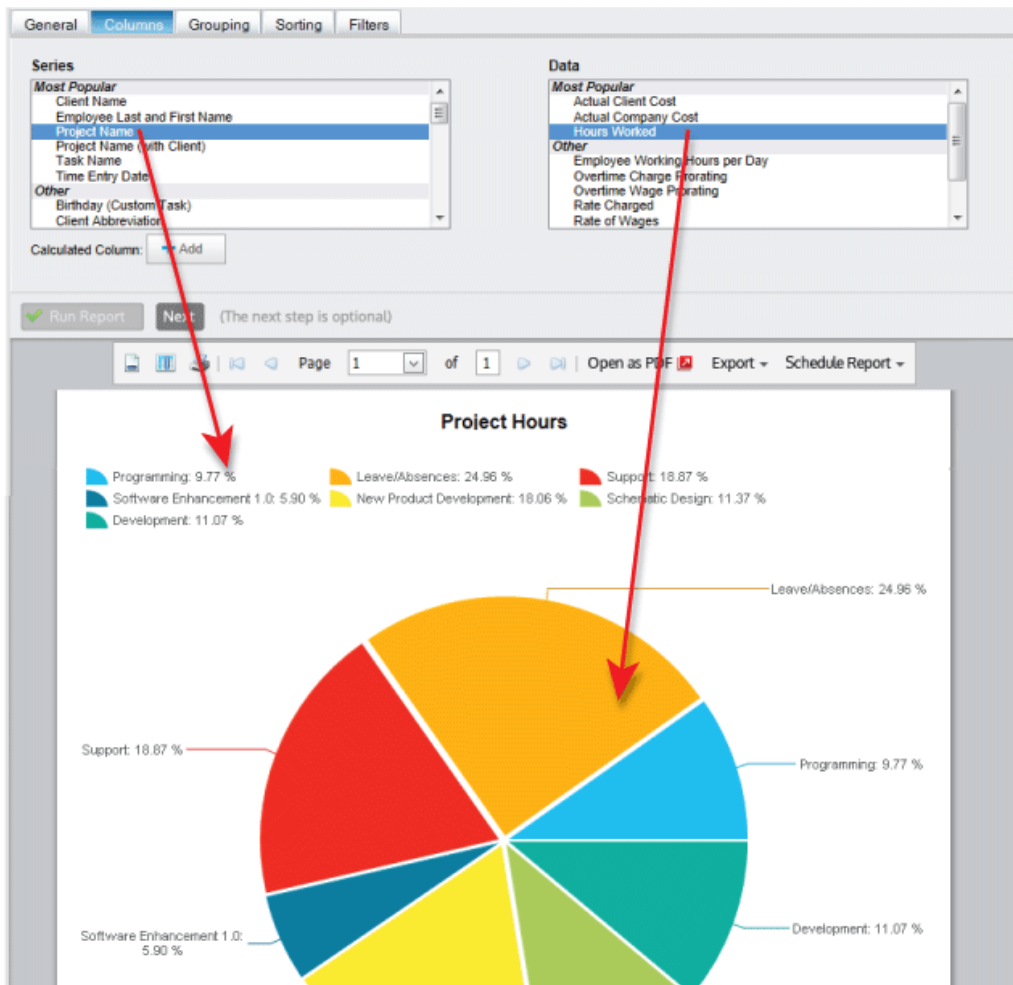 General Columns Grouping Sorting Filters
Series
Most Popular
Client Name
Employee Last and First Name
Project Name
Project Name (with Client)
Task Name
Time Entry Date
Other
Birthday (Custom Task)
Client Abbreviation
Calculated Column: Add
Data
Most Popular
Actual Client Cost
Actual Company Cost
Hours Worked
Other
Employee Working Hours per Day
Overtime Charge Prorating
Overtime Wage Prorating
Rate Charged
Rate of Wages
Run Report Next (The next step is optional)
Page 1 of 1 Open as PDF Export Schedule Report
Project Hours
Programming: 9.77 % Leave/Absences: 24.96 % Support: 18.87 %
Software Enhancement 1.0: 5.90 % New Product Development: 18.06 % Schematic Design: 11.37 %
Development: 11.07 %
Leave/Absences: 24.96 %
Support: 18.87 %
Programming: 9.77 %
Development: 11.07 %
Software Enhancement 1.0:
5.90 %